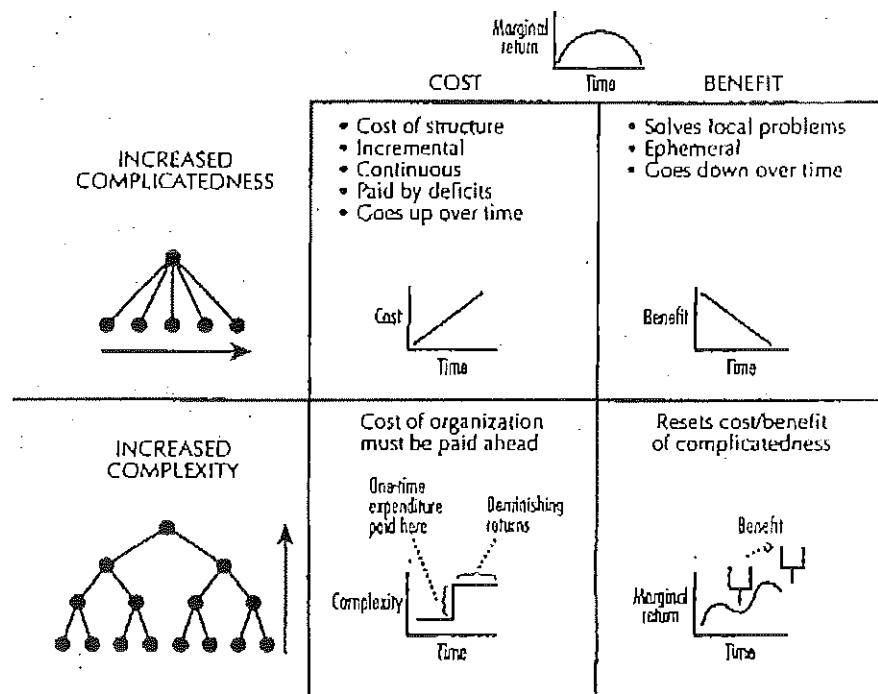 Marginal
return
Time
COST
BENEFIT
INCREASED
COMPLICATEDNESS
• Cost of structure
• Incremental
• Continuous
• Paid by deficits
• Goes up over time
Cost
Time
• Solves local problems
• Ephemeral
• Goes down over time
Benefit
Time
INCREASED
COMPLEXITY
Cost of organization
must be paid ahead
One-time
expenditure
paid here
Deminishing
returns
Complexity
Time
Resets cost/benefit
of complicatedness
Benefit
Marginal
return
Time